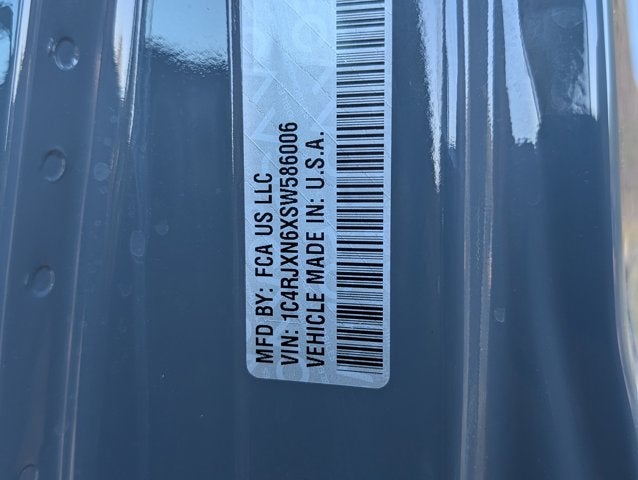 MFD BY: FCA US LLC
VIN: 1C4RJXN6XSW586006
VEHICLE MADE IN: U.S.A.